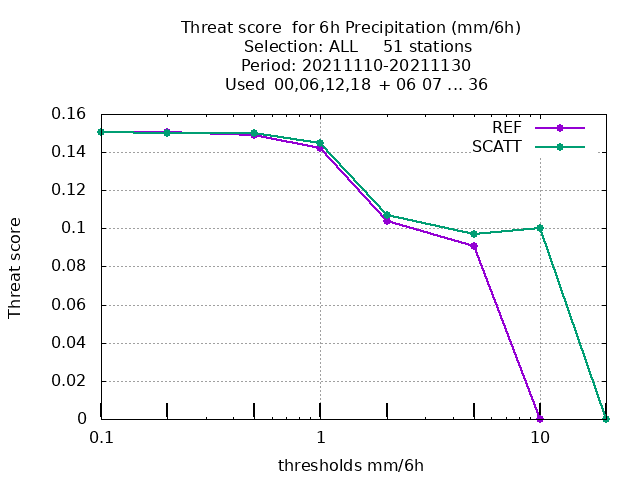 Threat score  for 6h Precipitation (mm/6h)
Selection: ALL     51 stations
Period: 20211110-20211130
Used  00,06,12,18  + 06 07 ... 36
REF
SCATT
0.16
0.14
0.12
0.1
0.08
0.06
0.04
0.02
0
Threat score
0.1
1
10
thresholds mm/6h